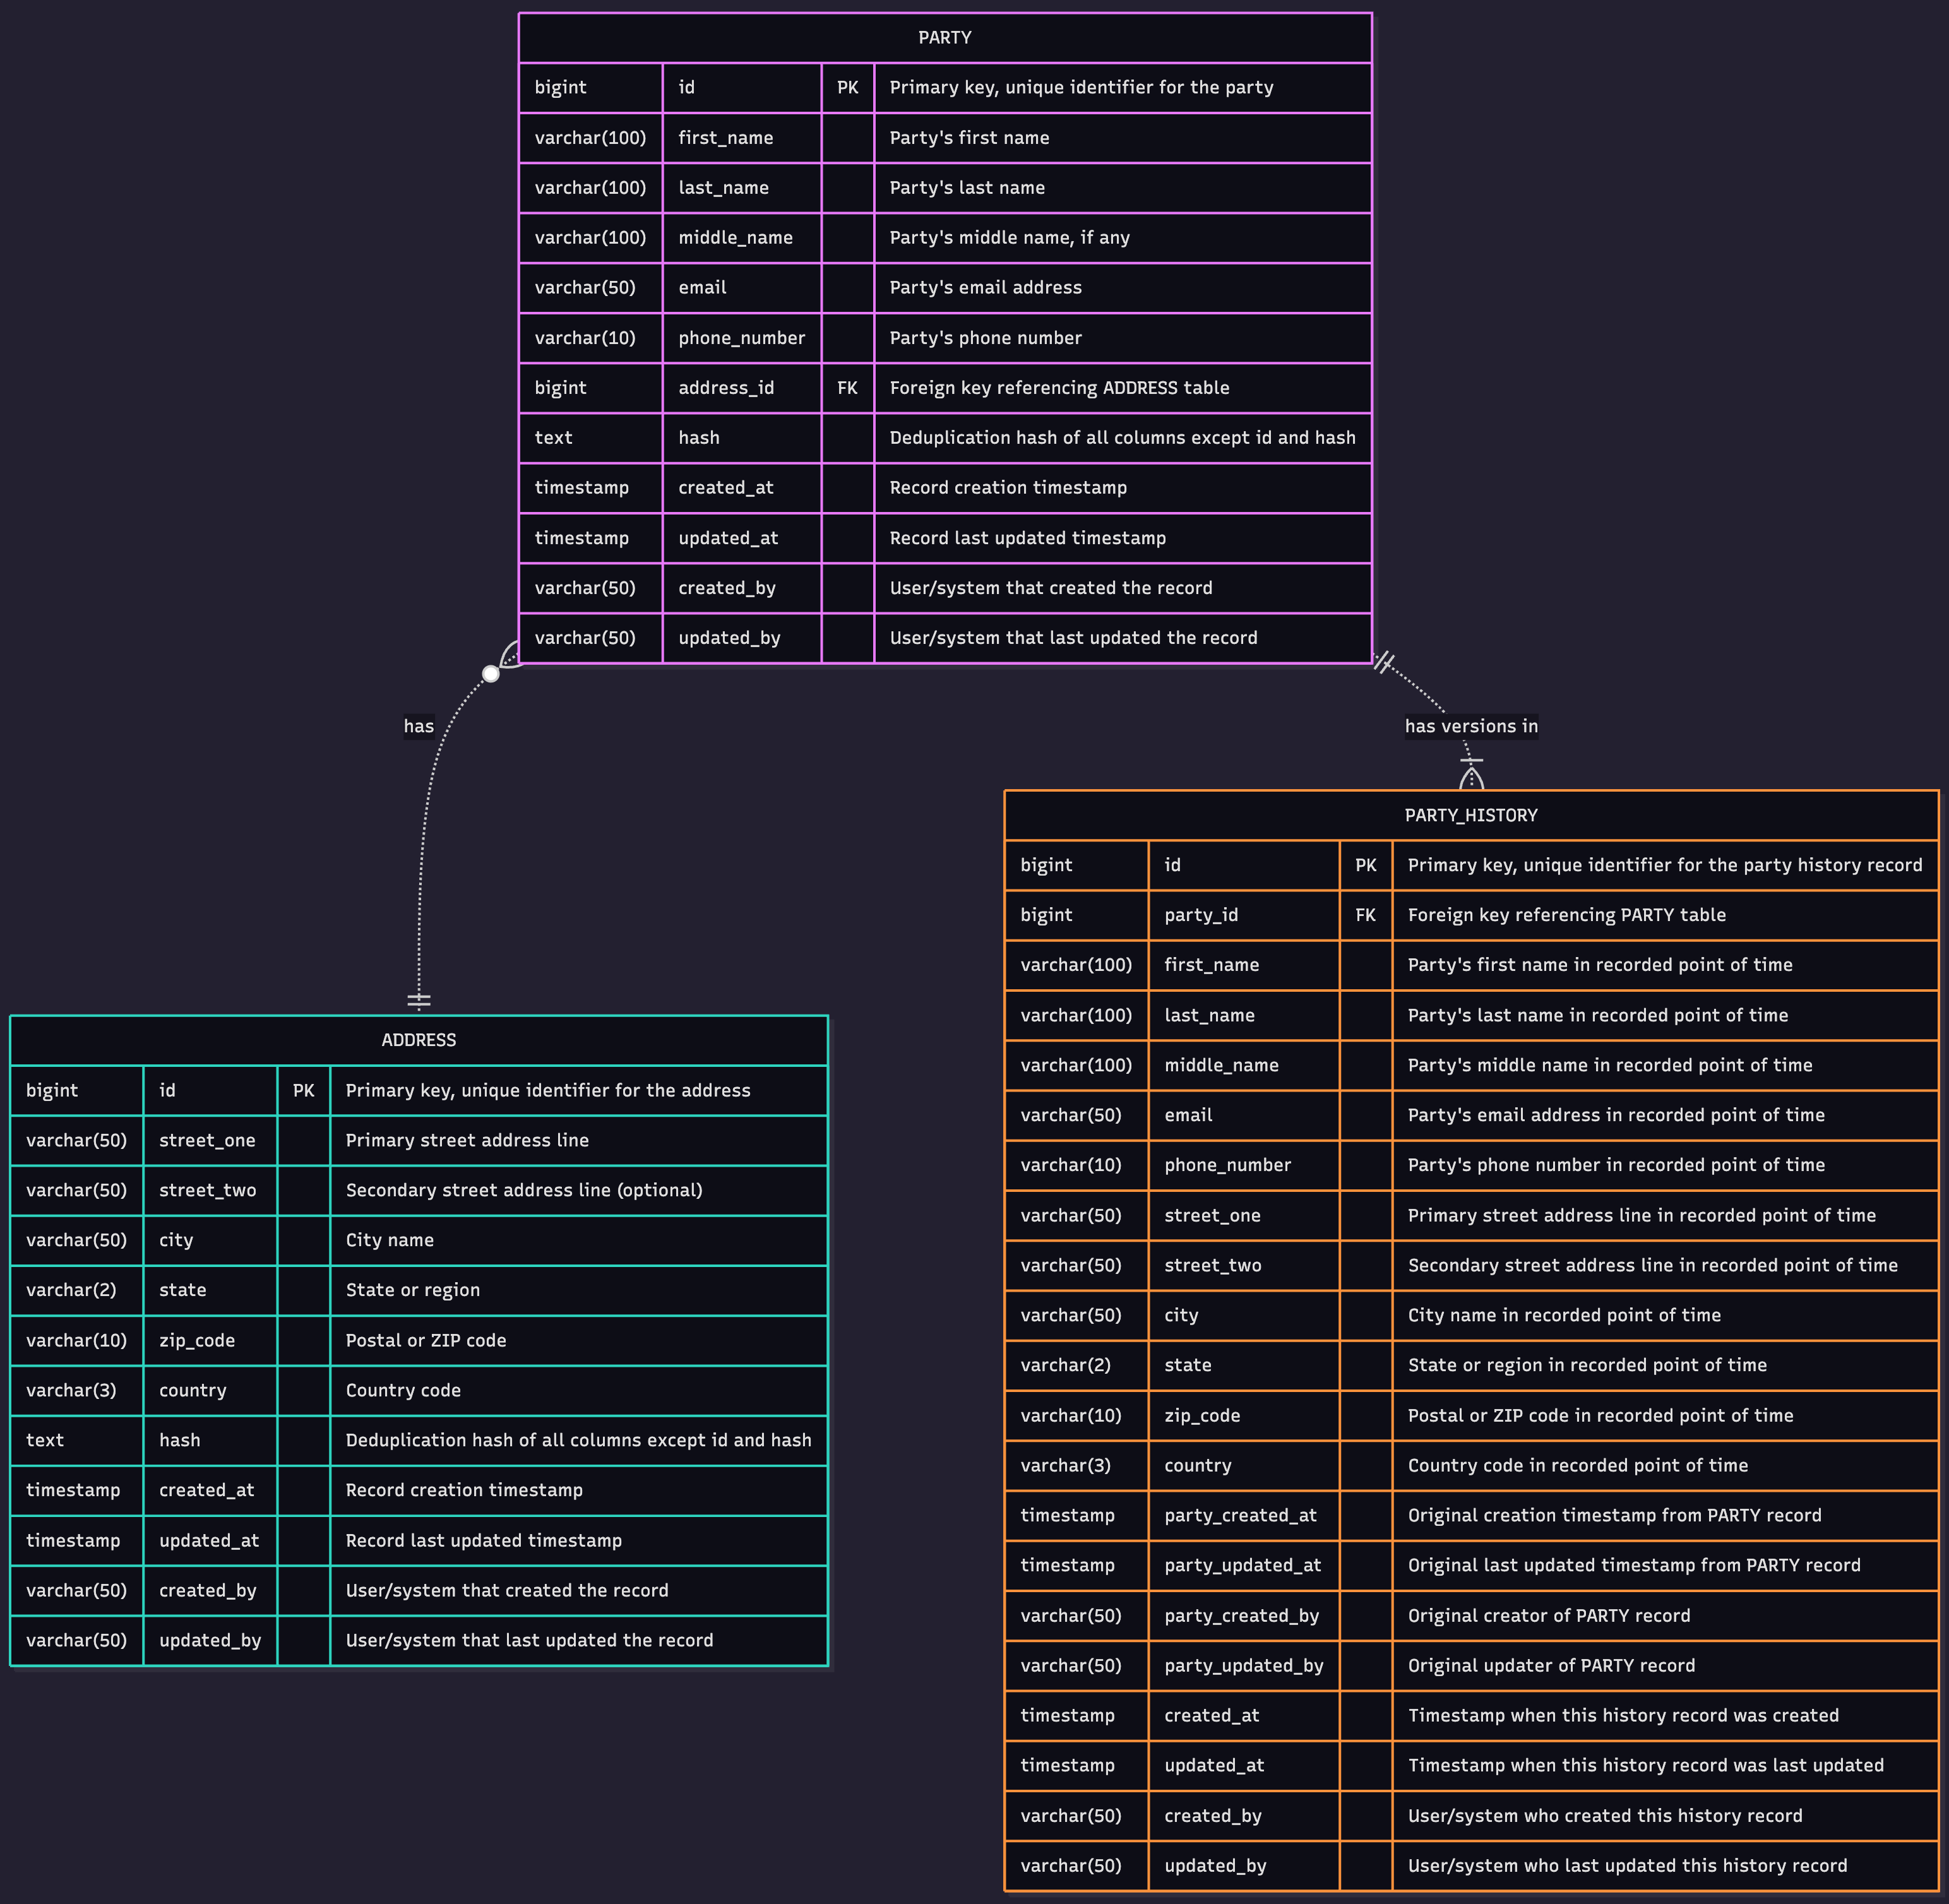 PARTY
bigint id PK Primary key, unique identifier for the party
varchar(100) first_name Party's first name
varchar(100) last_name Party's last name
varchar(100) middle_name Party's middle name, if any
varchar(50) email Party's email address
varchar(10) phone_number Party's phone number
bigint address_id FK Foreign key referencing ADDRESS table
text hash Deduplication hash of all columns except id and hash
timestamp created_at Record creation timestamp
timestamp updated_at Record last updated timestamp
varchar(50) created_by User/system that created the record
varchar(50) updated_by User/system that last updated the record
has
has versions in
ADDRESS
bigint id PK Primary key, unique identifier for the address
varchar(50) street_one Primary street address line
varchar(50) street_two Secondary street address line (optional)
varchar(50) city City name
varchar(2) state State or region
varchar(10) zip_code Postal or ZIP code
varchar(3) country Country code
text hash Deduplication hash of all columns except id and hash
timestamp created_at Record creation timestamp
timestamp updated_at Record last updated timestamp
varchar(50) created_by User/system that created the record
varchar(50) updated_by User/system that last updated the record
PARTY_HISTORY
bigint id PK Primary key, unique identifier for the party history record
bigint party_id FK Foreign key referencing PARTY table
varchar(100) first_name Party's first name in recorded point of time
varchar(100) last_name Party's last name in recorded point of time
varchar(100) middle_name Party's middle name in recorded point of time
varchar(50) email Party's email address in recorded point of time
varchar(10) phone_number Party's phone number in recorded point of time
varchar(50) street_one Primary street address line in recorded point of time
varchar(50) street_two Secondary street address line in recorded point of time
varchar(50) city City name in recorded point of time
varchar(2) state State or region in recorded point of time
varchar(10) zip_code Postal or ZIP code in recorded point of time
varchar(3) country Country code in recorded point of time
timestamp party_created_at Original creation timestamp from PARTY record
timestamp party_updated_at Original last updated timestamp from PARTY record
varchar(50) party_created_by Original creator of PARTY record
varchar(50) party_updated_by Original updater of PARTY record
timestamp created_at Timestamp when this history record was created
timestamp updated_at Timestamp when this history record was last updated
varchar(50) created_by User/system who created this history record
varchar(50) updated_by User/system who last updated this history record